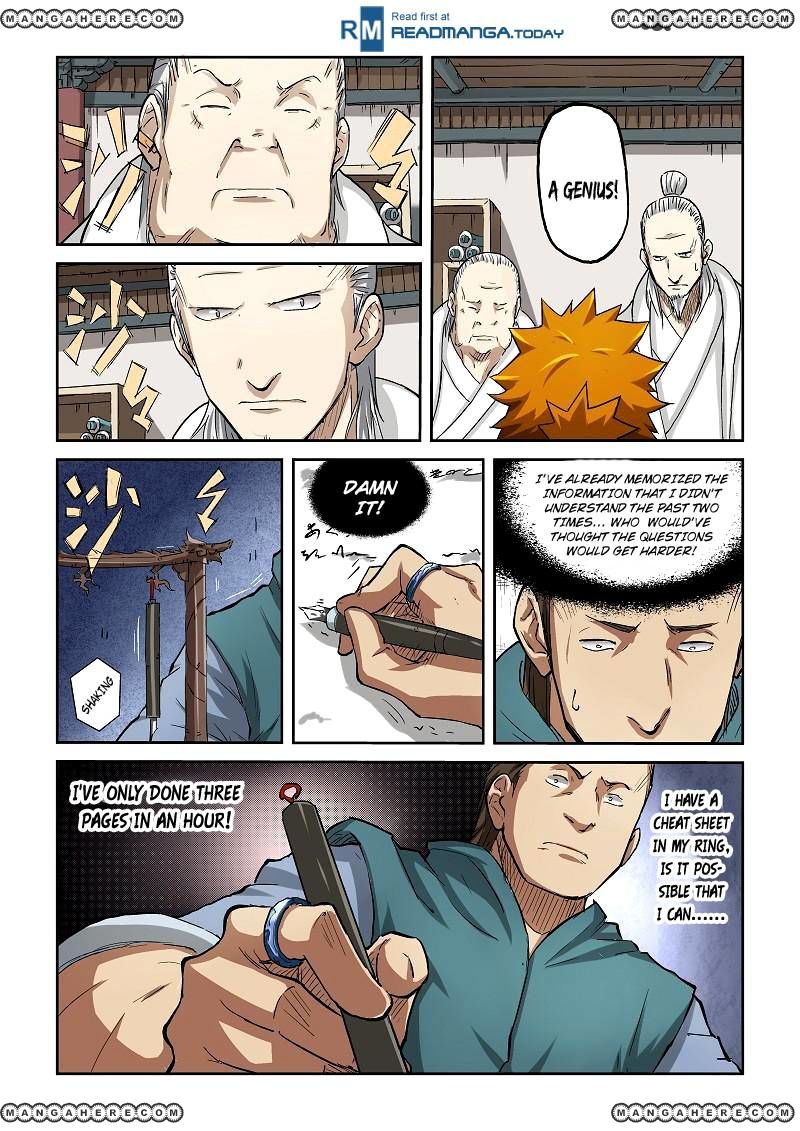 MANGAHERE.COM
RM
Read first at
READMANGA.TODAY
MANGAHERE.COM
A GENIUS!
SHAKING
DAMN
IT!
I'VE ALREADY MEMORIZED THE
INFORMATION THAT I DIDN'T
UNDERSTAND THE PAST TWO
TIMES... WHO WOULD'VE
THOUGHT THE QUESTIONS
WOULD GET HARDER!
I'VE ONLY DONE THREE
PAGES IN AN HOUR!
I HAVE A
CHEAT SHEET
IN MY RING,
IS IT POS-
SIBLE THAT
I CAN......
MANGAHERE.COM
MANGAHERE.COM